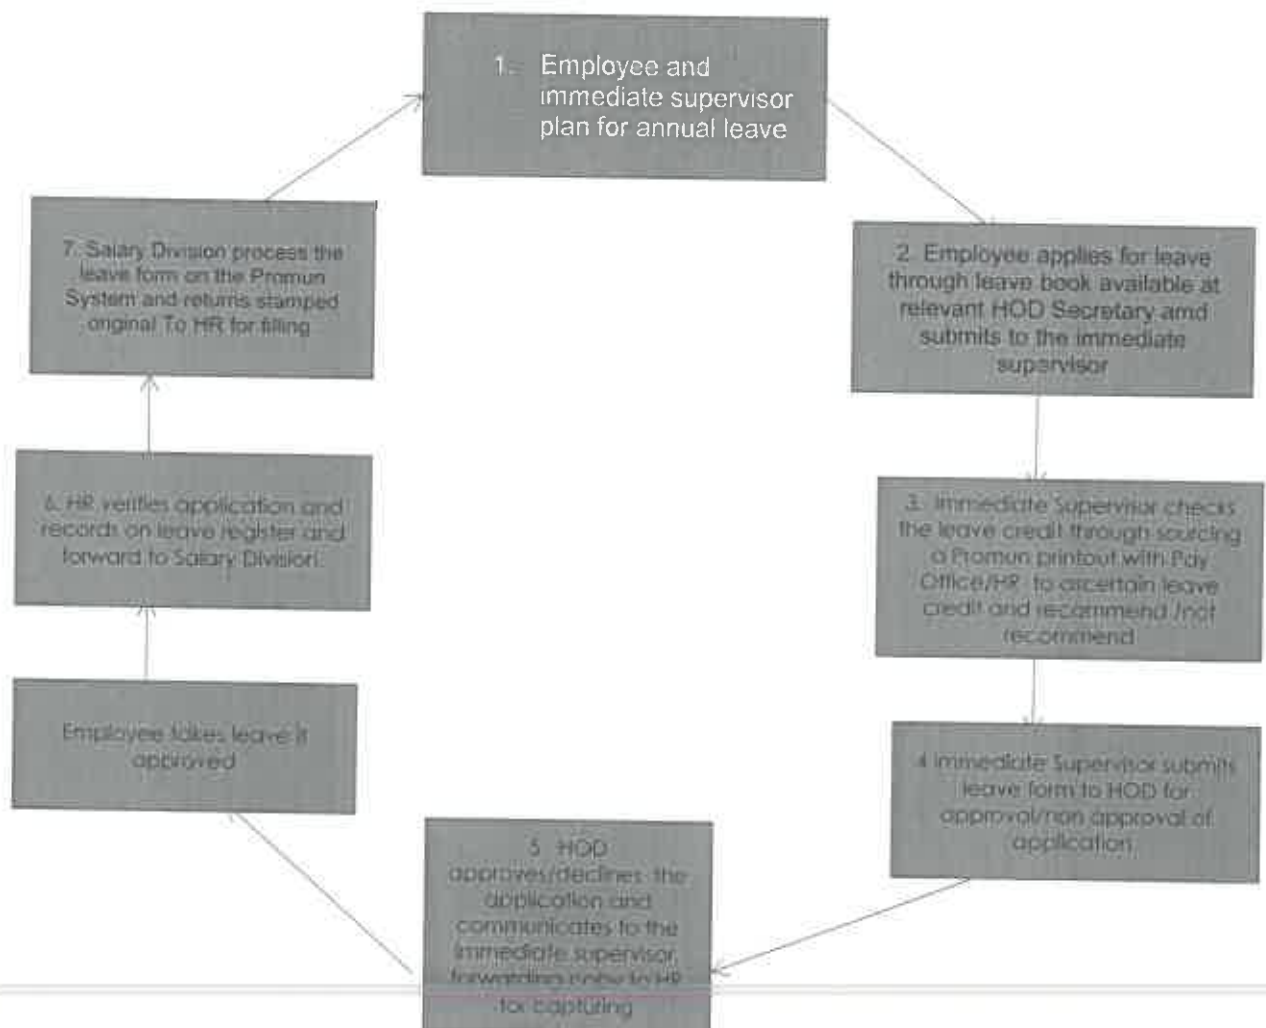 1. Employee and
immediate supervisor
plan for annual leave
2. Employee applies for leave
through leave book available at
relevant HOD Secretary amd
submits to the immediate
supervisor
3. Immediate Supervisor checks
the leave credit through sourcing
a Promun printout with Pay
Office/HR to ascertain leave
credit and recommend /not
recommend
4 Immediate Supervisor submits
leave form to HOD for
approval/non approval of
application
5. HOD
approves/declines the
application and
communicates to the
immediate supervisor,
forwarding copy to HR
for capturing
Employee takes leave if
approved
6. HR verifies application and
records on leave register and
forward to Salary Division.
7. Salary Division process the
leave form on the Promun
System and returns stamped
original To HR for filling